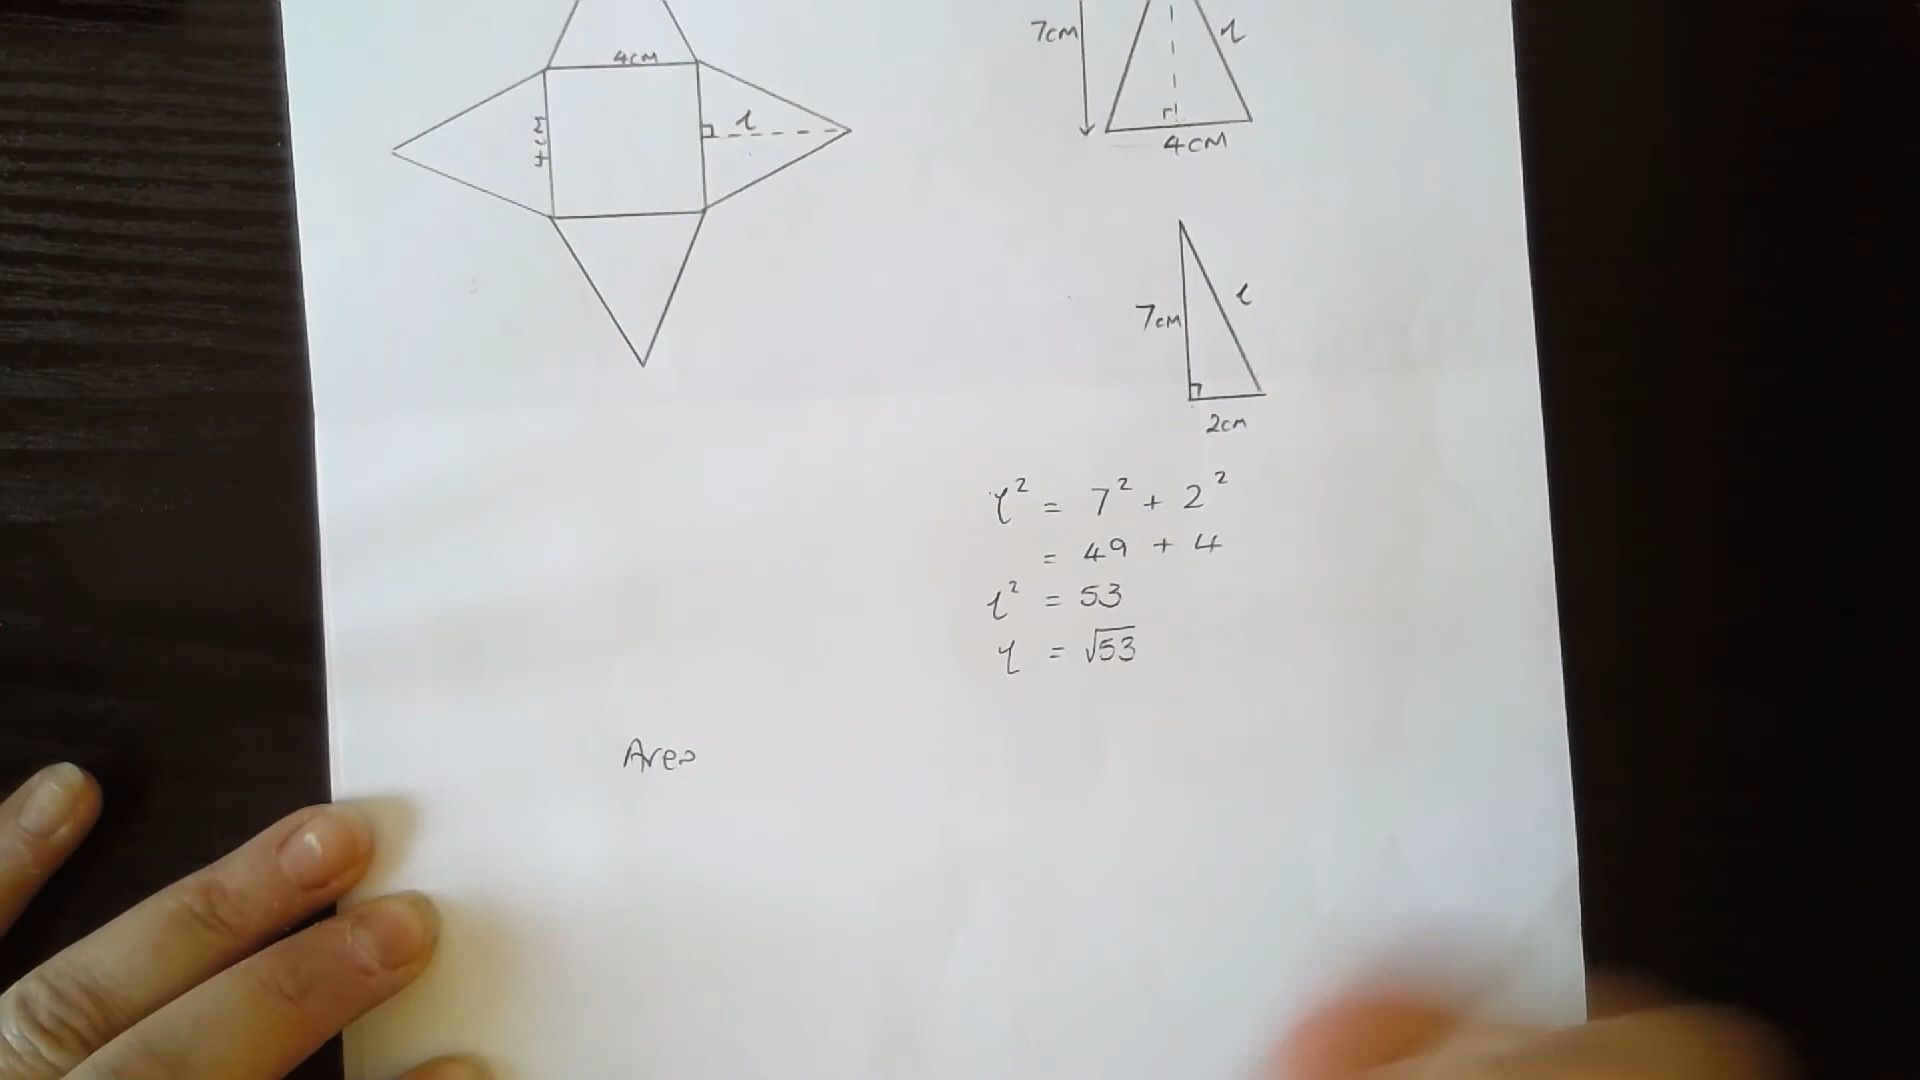 4cm
4cm
l
7cm
l
4cm
7cm
l
2cm
l² = 7² + 2²
= 49 + 4
l² = 53
l = √53
Area